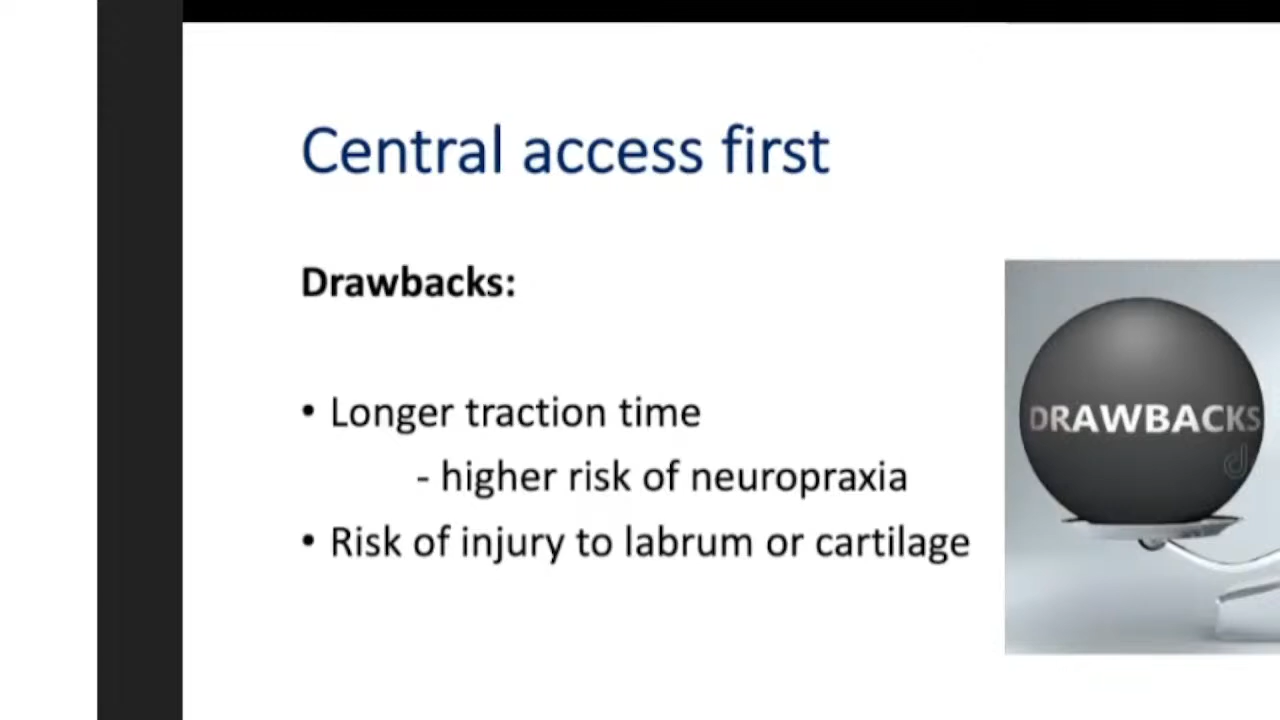 Central access first
Drawbacks:
• Longer traction time
- higher risk of neuropraxia
• Risk of injury to labrum or cartilage
DRAWBACKS